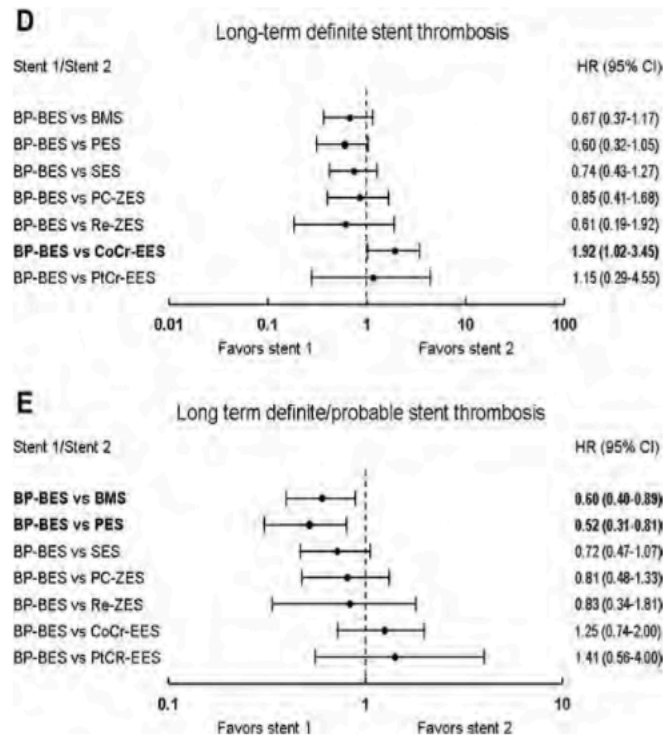 D
Long-term definite stent thrombosis
Stent 1/Stent 2 HR (95% CI)
BP-BES vs BMS 0.67 (0.37-1.17)
BP-BES vs PES 0.60 (0.32-1.05)
BP-BES vs SES 0.74 (0.43-1.27)
BP-BES vs PC-ZES 0.85 (0.41-1.68)
BP-BES vs Re-ZES 0.61 (0.19-1.92)
BP-BES vs CoCr-EES 1.92 (1.02-3.45)
BP-BES vs PtCr-EES 1.15 (0.29-4.55)
0.01 0.1 1 10 100
Favors stent 1 Favors stent 2
E
Long term definite/probable stent thrombosis
Stent 1/Stent 2 HR (95% CI)
BP-BES vs BMS 0.60 (0.40-0.89)
BP-BES vs PES 0.52 (0.31-0.81)
BP-BES vs SES 0.72 (0.47-1.07)
BP-BES vs PC-ZES 0.81 (0.48-1.33)
BP-BES vs Re-ZES 0.83 (0.34-1.81)
BP-BES vs CoCr-EES 1.25 (0.74-2.00)
BP-BES vs PtCR-EES 1.41 (0.56-4.00)
0.1 1 10
Favors stent 1 Favors stent 2